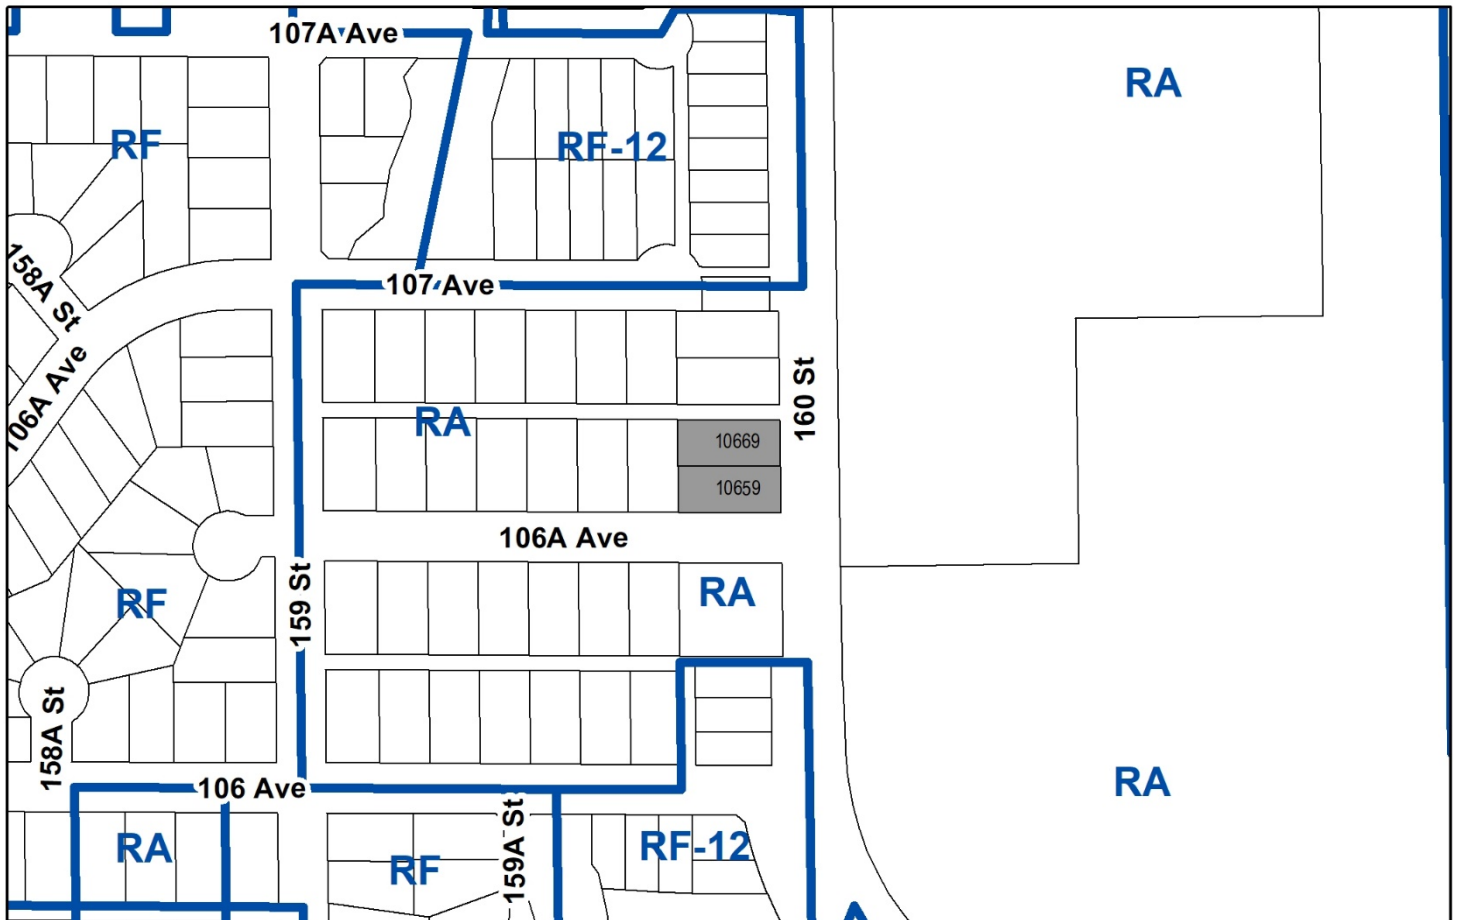 107A Ave
RA
RF
RF-12
158A St
107 Ave
106A Ave
160 St
RA
10669
10659
106A Ave
159 St
RA
RF
158A St
RA
106 Ave
159A St
RA
RF
RF-12